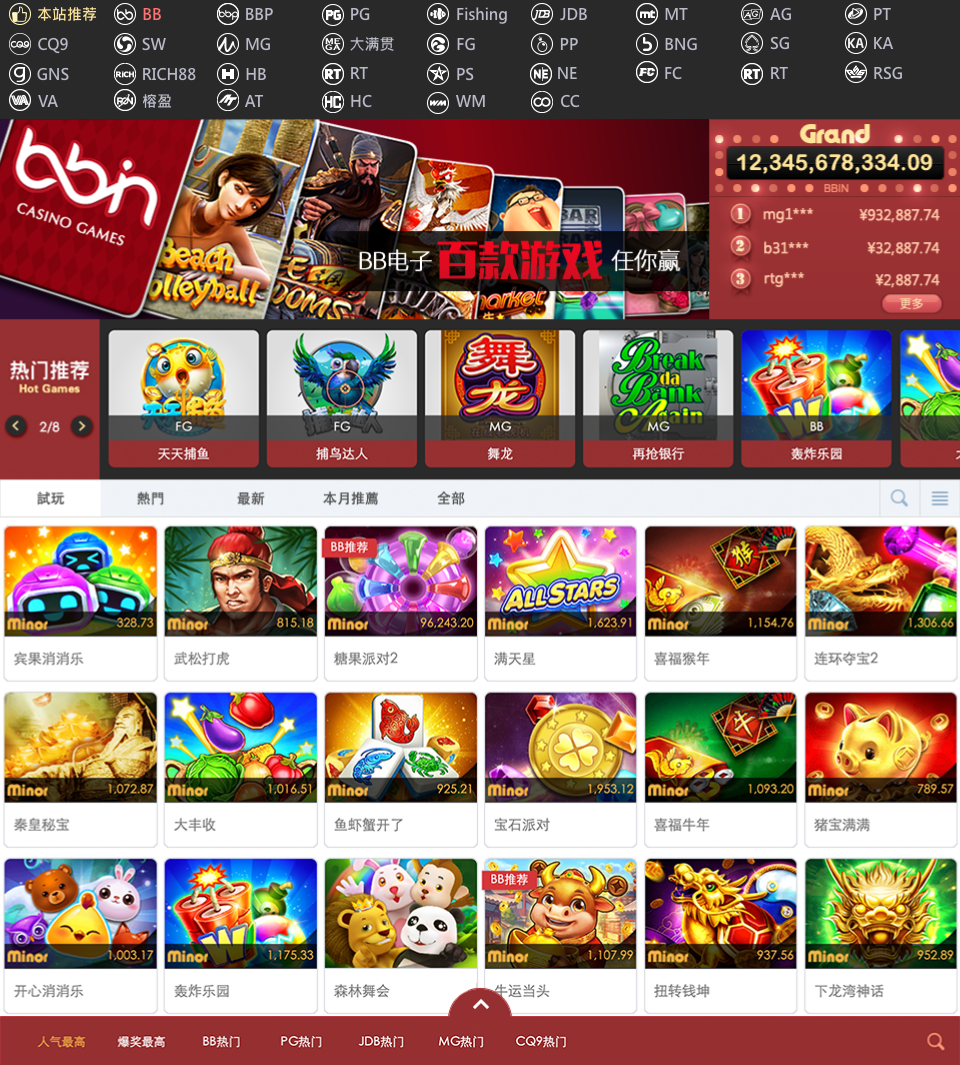 本站推荐 BB BBP PG Fishing JDB MT AG PT
CQ9 SW MG 大满贯 FG PP BNG SG KA
GNS RICH88 HB RT PS NE FC RT RSG
VA 榕盈 AT HC WM CC
bbin
CASINO GAMES
Beach
Volleyball
BB电子 百款游戏 任你赢
Grand
12,345,678,334.09
BBIN
1 mg1*** ¥932,887.74
2 b31*** ¥32,887.74
3 rtg*** ¥2,887.74
更多
热门推荐
Hot Games
2/8
舞龙
Break
da
Bank
Again
FG FG MG MG BB
天天捕鱼 捕鸟达人 舞龙 再抢银行 轰炸乐园
試玩 熱門 最新 本月推薦 全部
BB推荐
ALL STARS
Minor 328.73 Minor 815.18 Minor 96,243.20 Minor 1,623.91 Minor 1,154.76 Minor 1,306.66
宾果消消乐 武松打虎 糖果派对2 满天星 喜福猴年 连环夺宝2
Minor 1,072.87 Minor 1,016.51 Minor 925.21 Minor 1,953.12 Minor 1,093.20 Minor 789.57
秦皇秘宝 大丰收 鱼虾蟹开了 宝石派对 喜福牛年 猪宝满满
BB推荐
Minor 1,003.17 Minor 1,175.33 Minor 1,107.99 Minor 937.56 Minor 952.89
开心消消乐 轰炸乐园 森林舞会 牛运当头 扭转钱坤 下龙湾神话
人气最高 爆奖最高 BB热门 PG热门 JDB热门 MG热门 CQ9热门